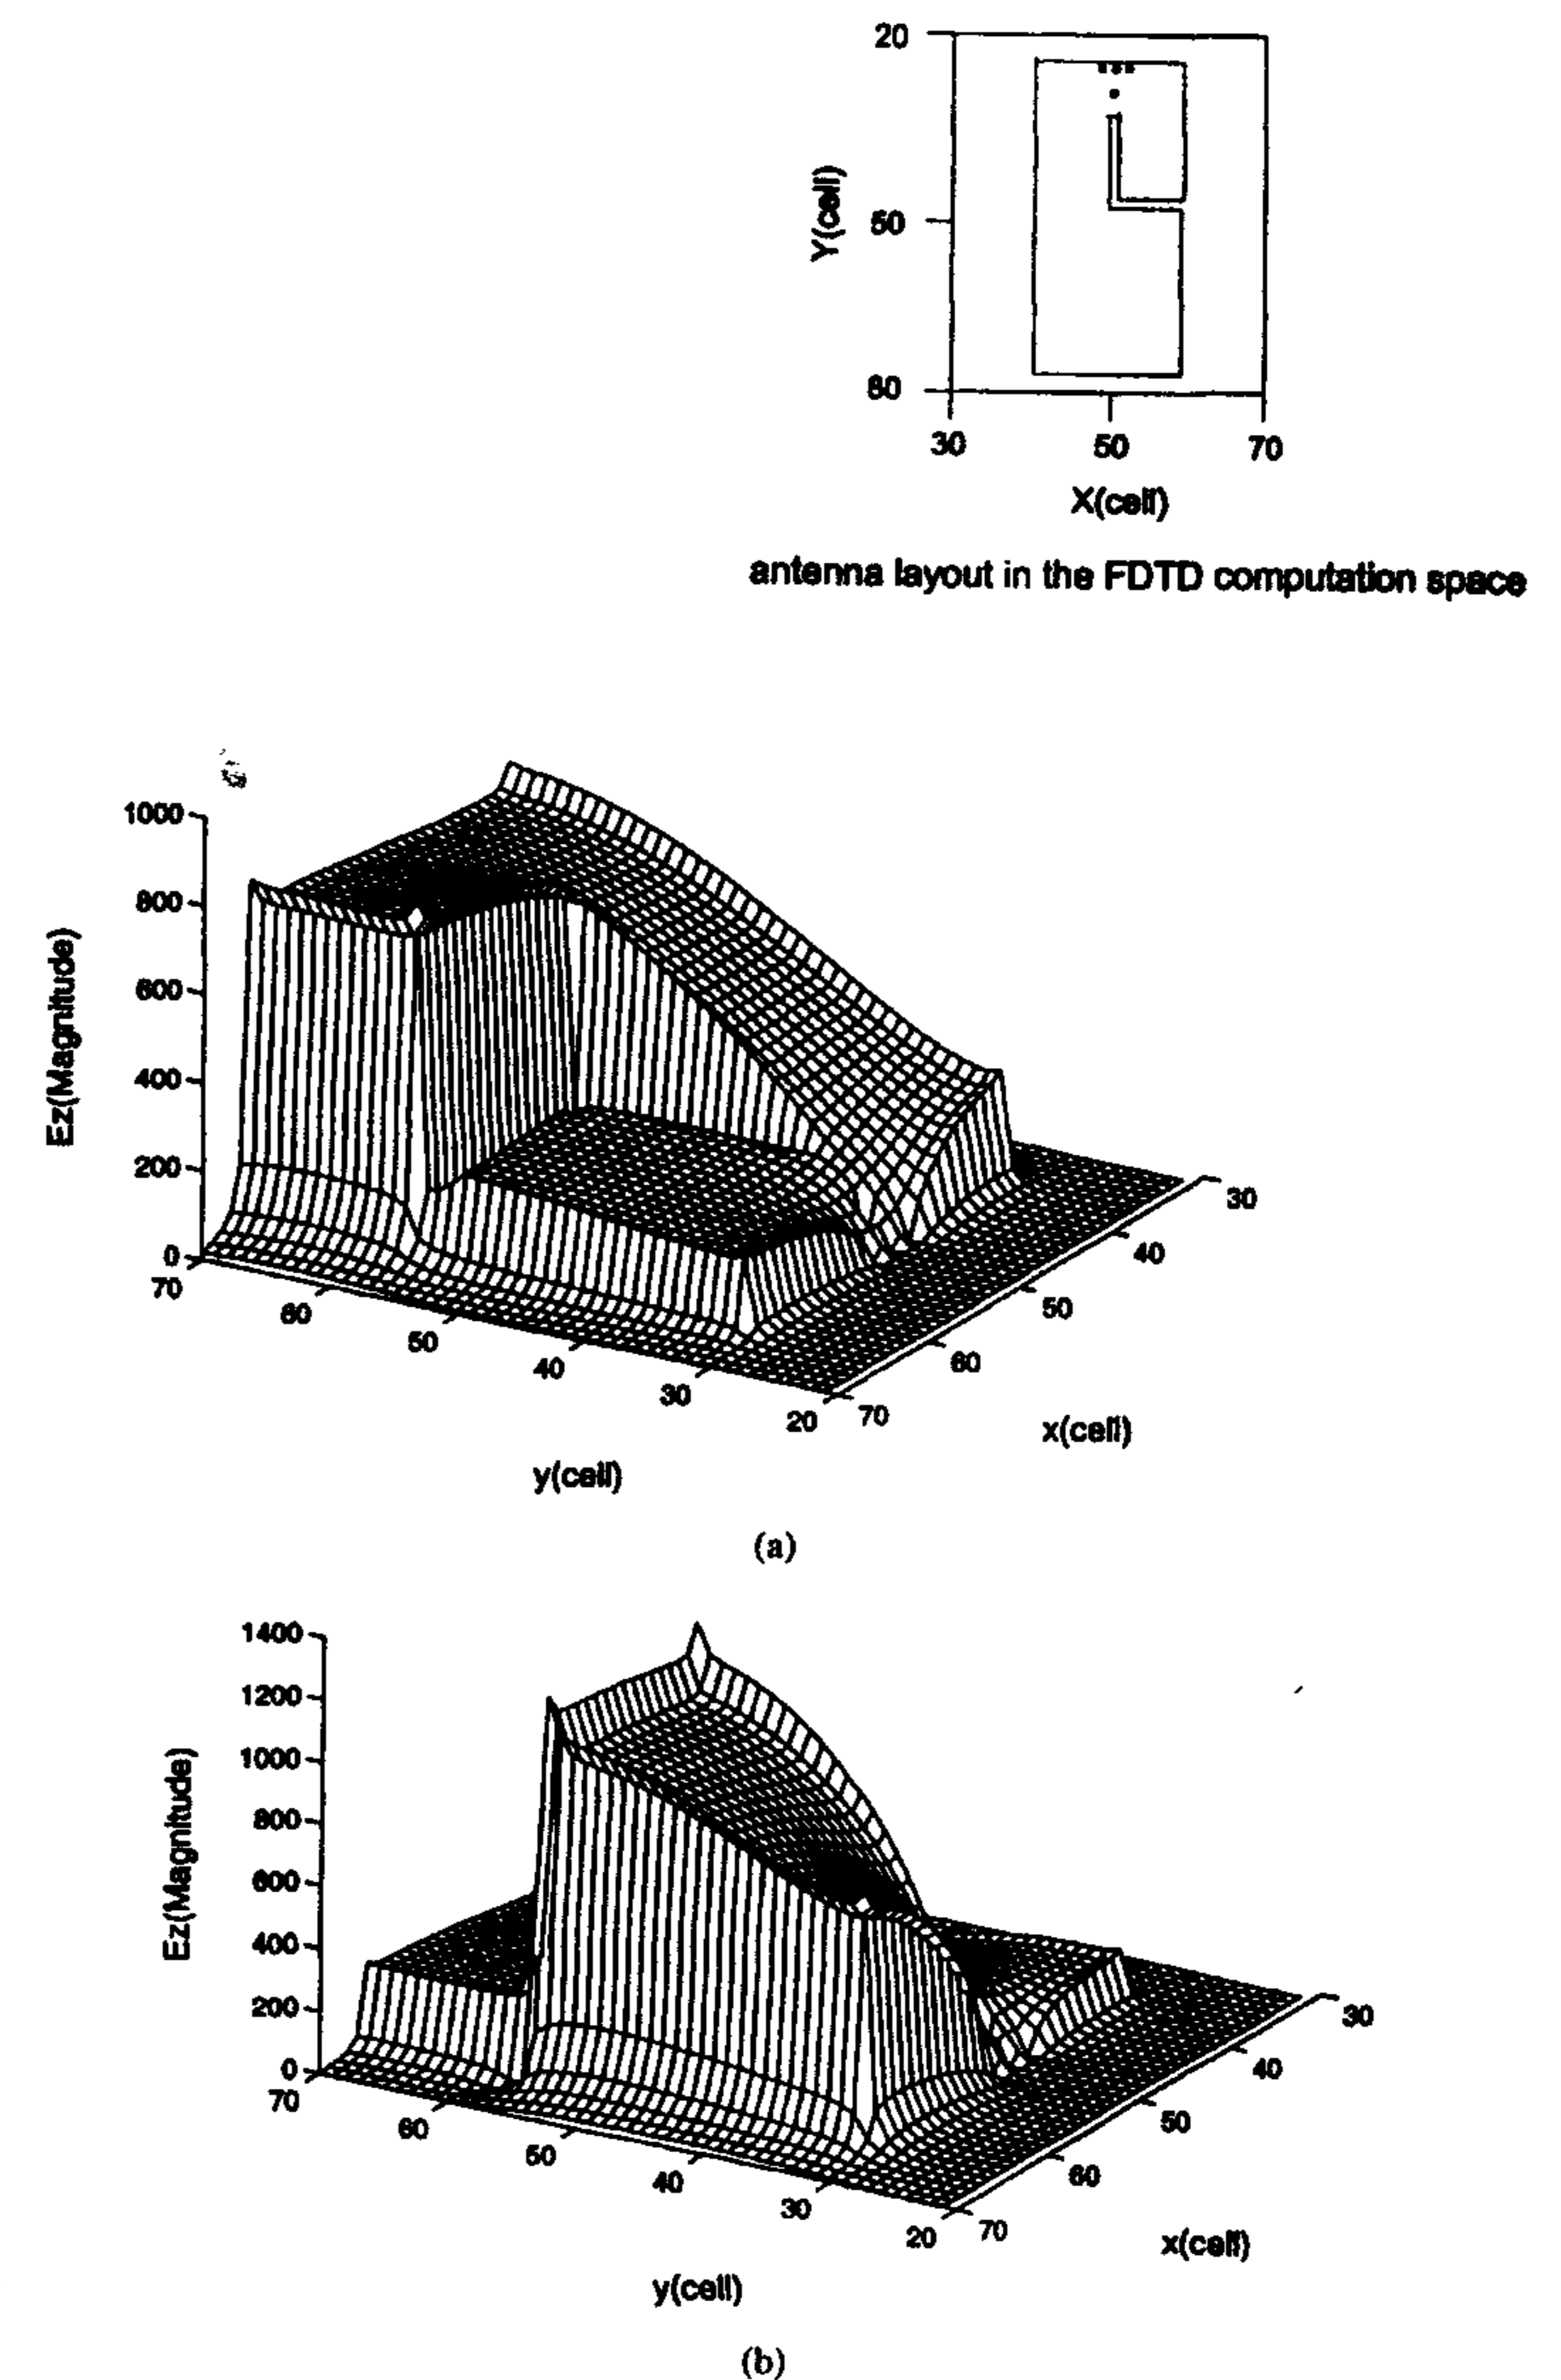 20
50
80
Y(cell)
30 50 70
X(cell)
antenna layout in the FDTD computation space
1000
800
600
400
200
0
Ez(Magnitude)
70 60 50 40 30 20
y(cell)
30
40
50
60
70
x(cell)
(a)
1400
1200
1000
800
600
400
200
0
Ez(Magnitude)
70 60 50 40 30 20
y(cell)
30
40
50
60
70
x(cell)
(b)